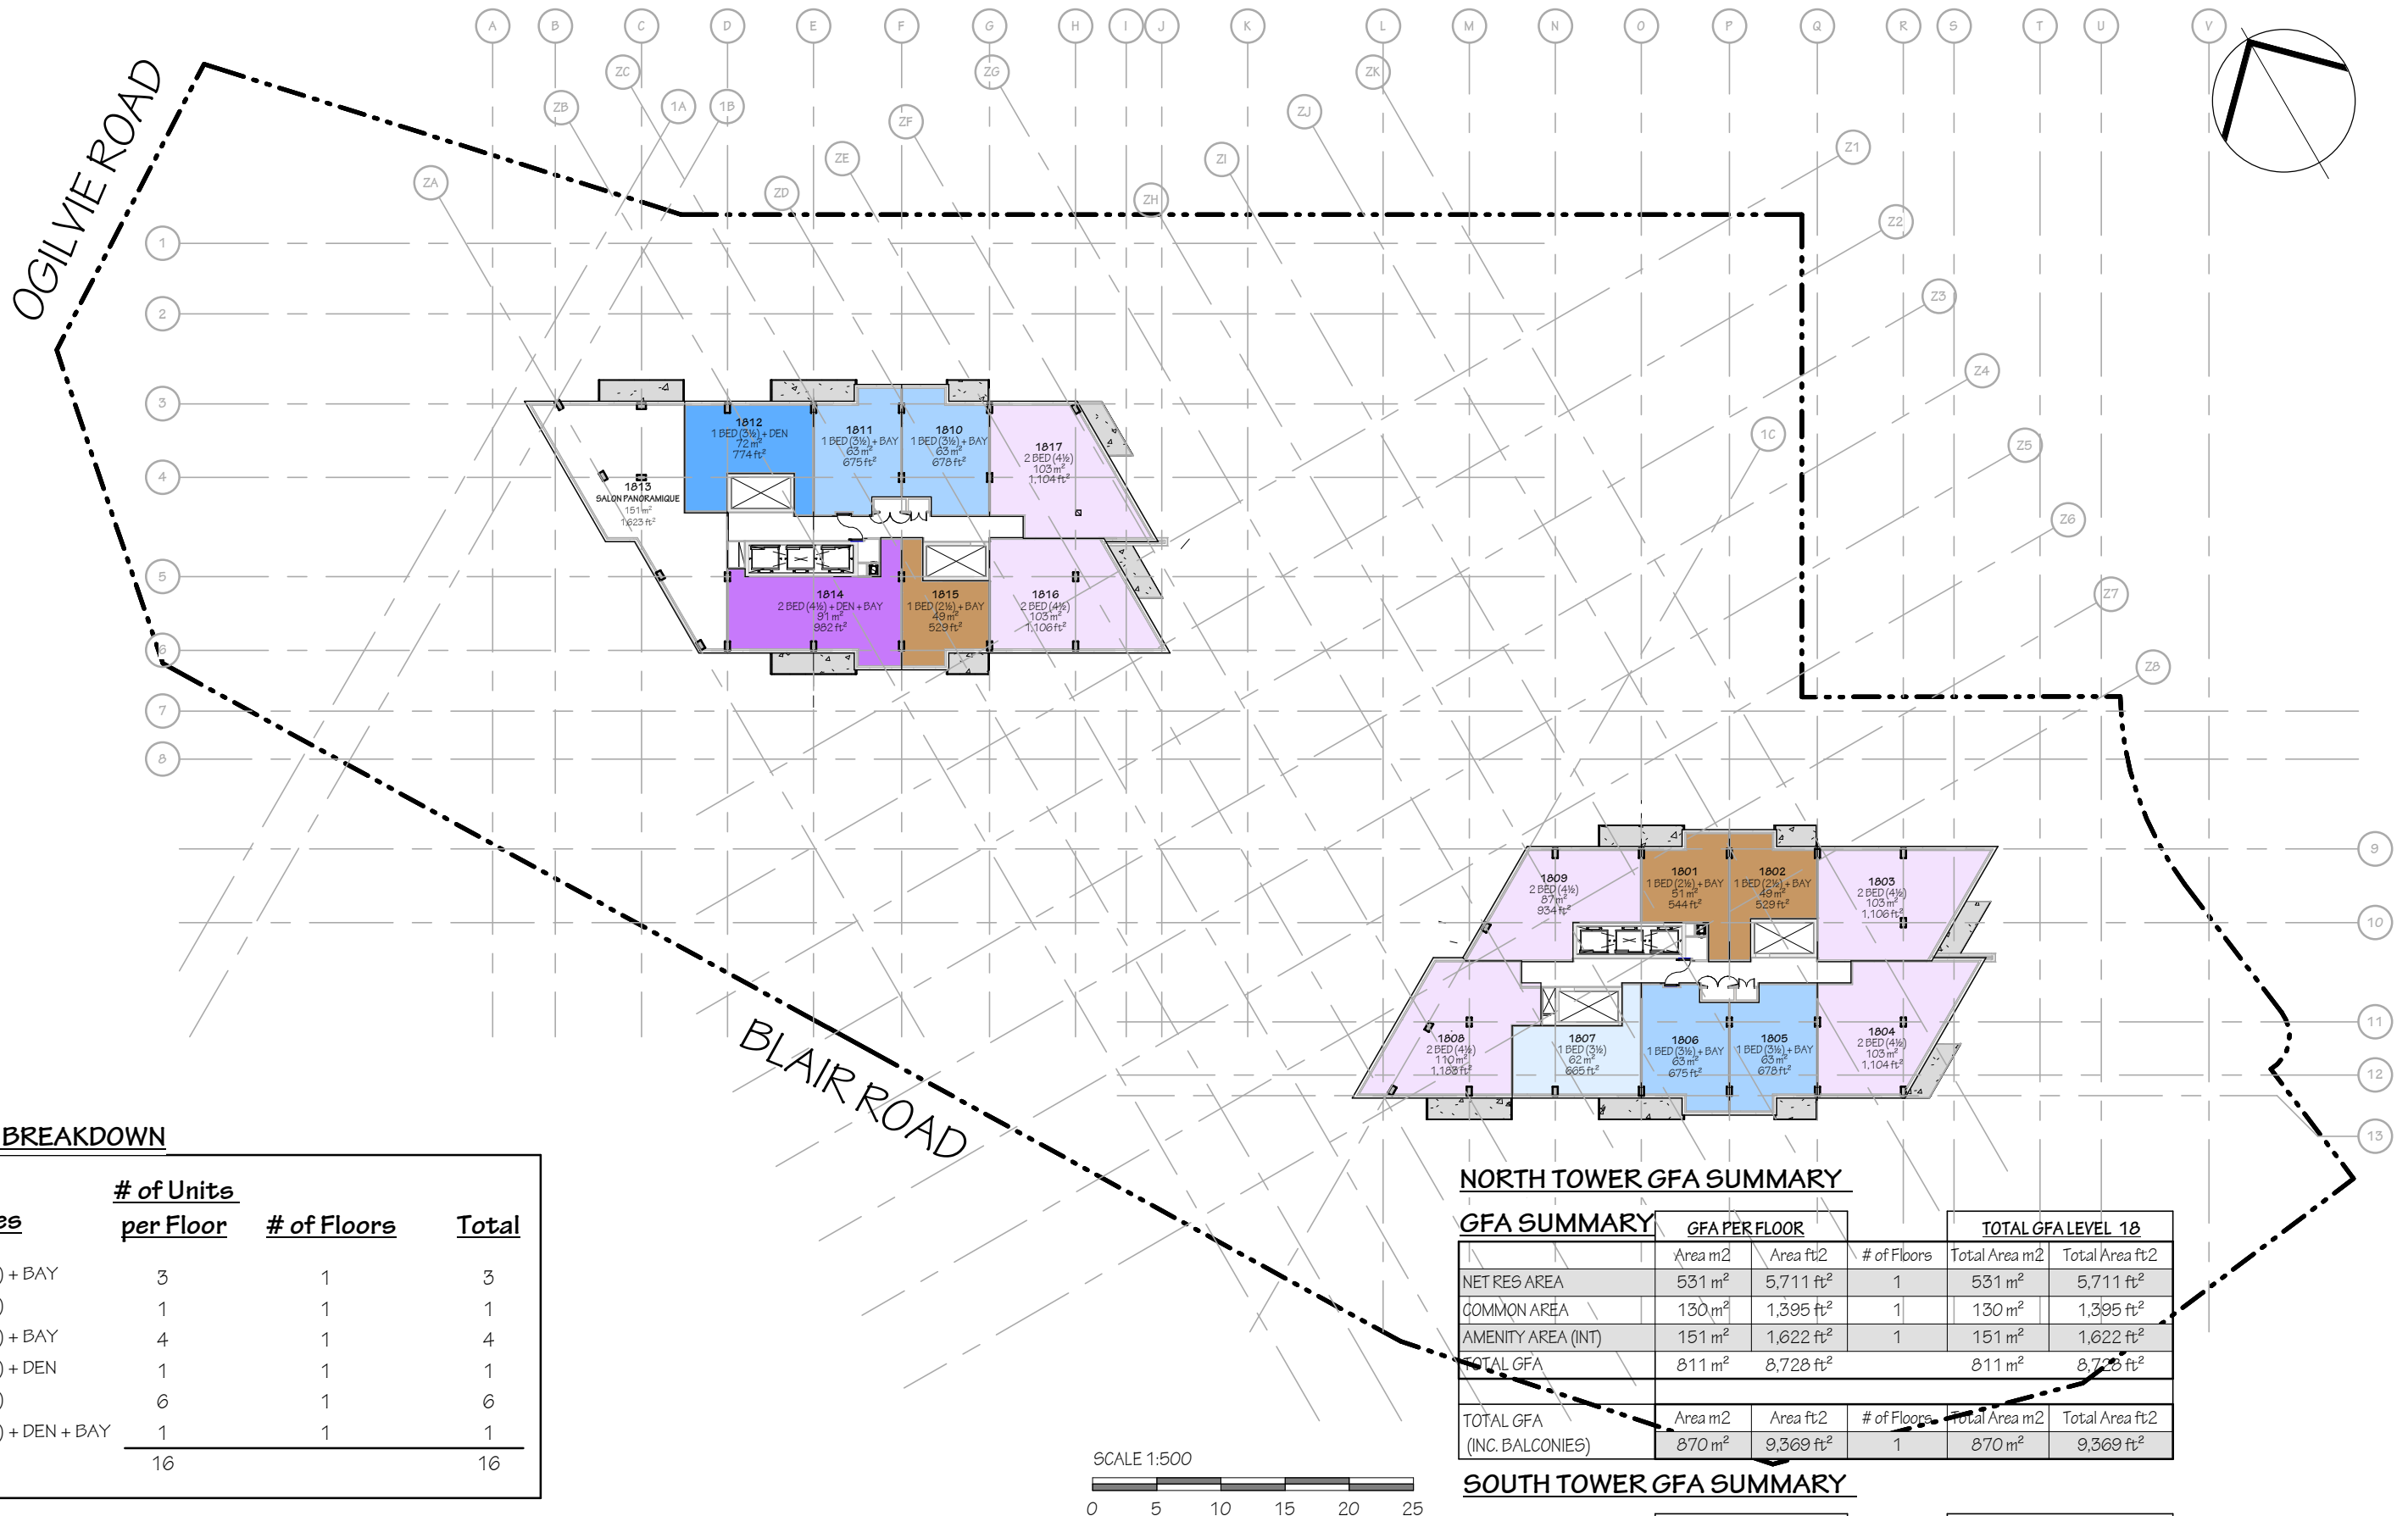 A B C D E F G H I J K L M N O P Q R S T U V
ZC ZG ZK
ZB 1A 1B ZF ZJ
ZE ZI Z1
ZA ZD ZH Z2
OGILVIE ROAD
1
2
3
4
5
6
7
8
Z3
Z4
1C
Z5
Z6
Z7
Z8
1812
1 BED (3½) + DEN
72 m²
774 ft²
1811
1 BED (3½) + BAY
63 m²
675 ft²
1810
1 BED (3½) + BAY
63 m²
678 ft²
1817
2 BED (4½)
103 m²
1,104 ft²
1813
SALON PANORAMIQUE
151 m²
1,623 ft²
1814
2 BED (4½) + DEN + BAY
91 m²
982 ft²
1815
1 BED (2½) + BAY
49 m²
529 ft²
1816
2 BED (4½)
103 m²
1,106 ft²
9
10
11
12
13
1809
2 BED (4½)
87 m²
934 ft²
1801
1 BED (2½) + BAY
51 m²
544 ft²
1802
1 BED (2½) + BAY
49 m²
529 ft²
1803
2 BED (4½)
103 m²
1,106 ft²
1808
2 BED (4½)
110 m²
1,183 ft²
1807
1 BED (3½)
62 m²
665 ft²
1806
1 BED (3½) + BAY
63 m²
675 ft²
1805
1 BED (3½) + BAY
63 m²
678 ft²
1804
2 BED (4½)
103 m²
1,104 ft²
BLAIR ROAD
BREAKDOWN
# of Units
es per Floor # of Floors Total
) + BAY 3 1 3
) 1 1 1
) + BAY 4 1 4
) + DEN 1 1 1
) 6 1 6
) + DEN + BAY 1 1 1
16 16
SCALE 1:500
0 5 10 15 20 25
NORTH TOWER GFA SUMMARY
GFA SUMMARY GFA PER FLOOR TOTAL GFA LEVEL 18
Area m2 Area ft2 # of Floors Total Area m2 Total Area ft2
NET RES AREA 531 m² 5,711 ft² 1 531 m² 5,711 ft²
COMMON AREA 130 m² 1,395 ft² 1 130 m² 1,395 ft²
AMENITY AREA (INT) 151 m² 1,622 ft² 1 151 m² 1,622 ft²
TOTAL GFA 811 m² 8,728 ft² 811 m² 8,728 ft²
TOTAL GFA Area m2 Area ft2 # of Floors Total Area m2 Total Area ft2
(INC. BALCONIES) 870 m² 9,369 ft² 1 870 m² 9,369 ft²
SOUTH TOWER GFA SUMMARY